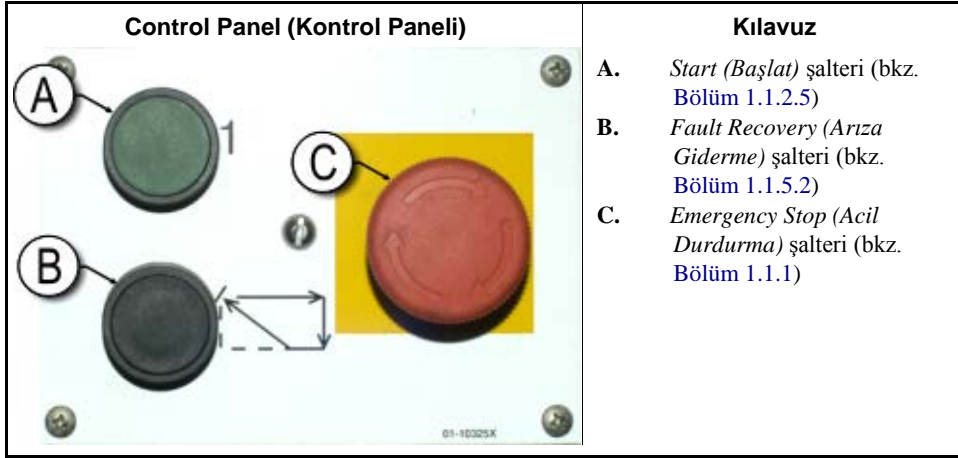 Control Panel (Kontrol Paneli)
Kılavuz
A
1
C
B
01-10325X
A. Start (Başlat) şalteri (bkz.
Bölüm 1.1.2.5)
B. Fault Recovery (Arıza
Giderme) şalteri (bkz.
Bölüm 1.1.5.2)
C. Emergency Stop (Acil
Durdurma) şalteri (bkz.
Bölüm 1.1.1)